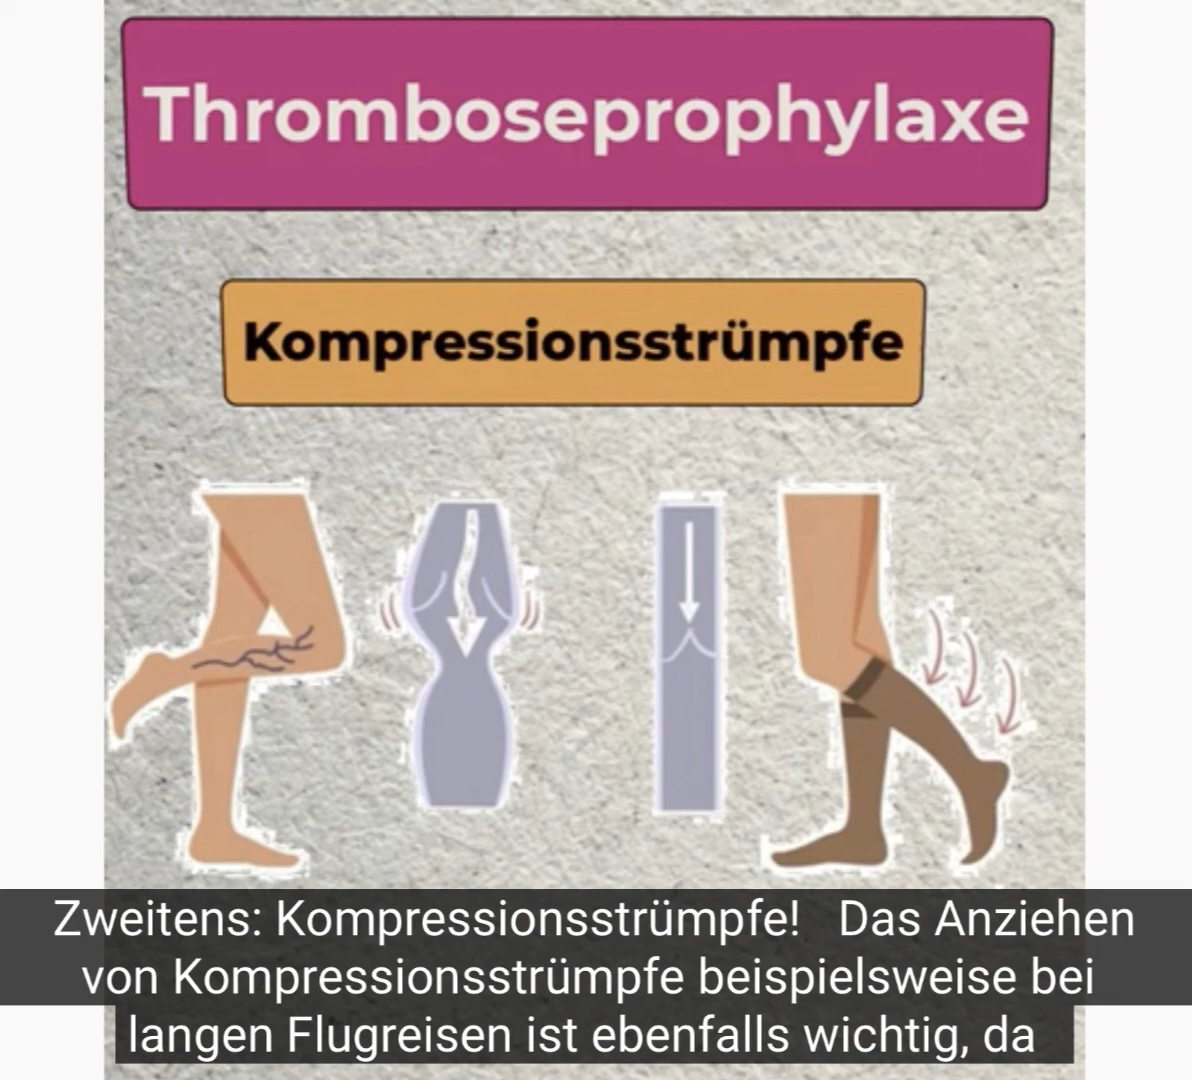 Thromboseprophylaxe
Kompressionsstrümpfe
Zweitens: Kompressionsstrümpfe!   Das Anziehen
von Kompressionsstrümpfe beispielsweise bei
langen Flugreisen ist ebenfalls wichtig, da